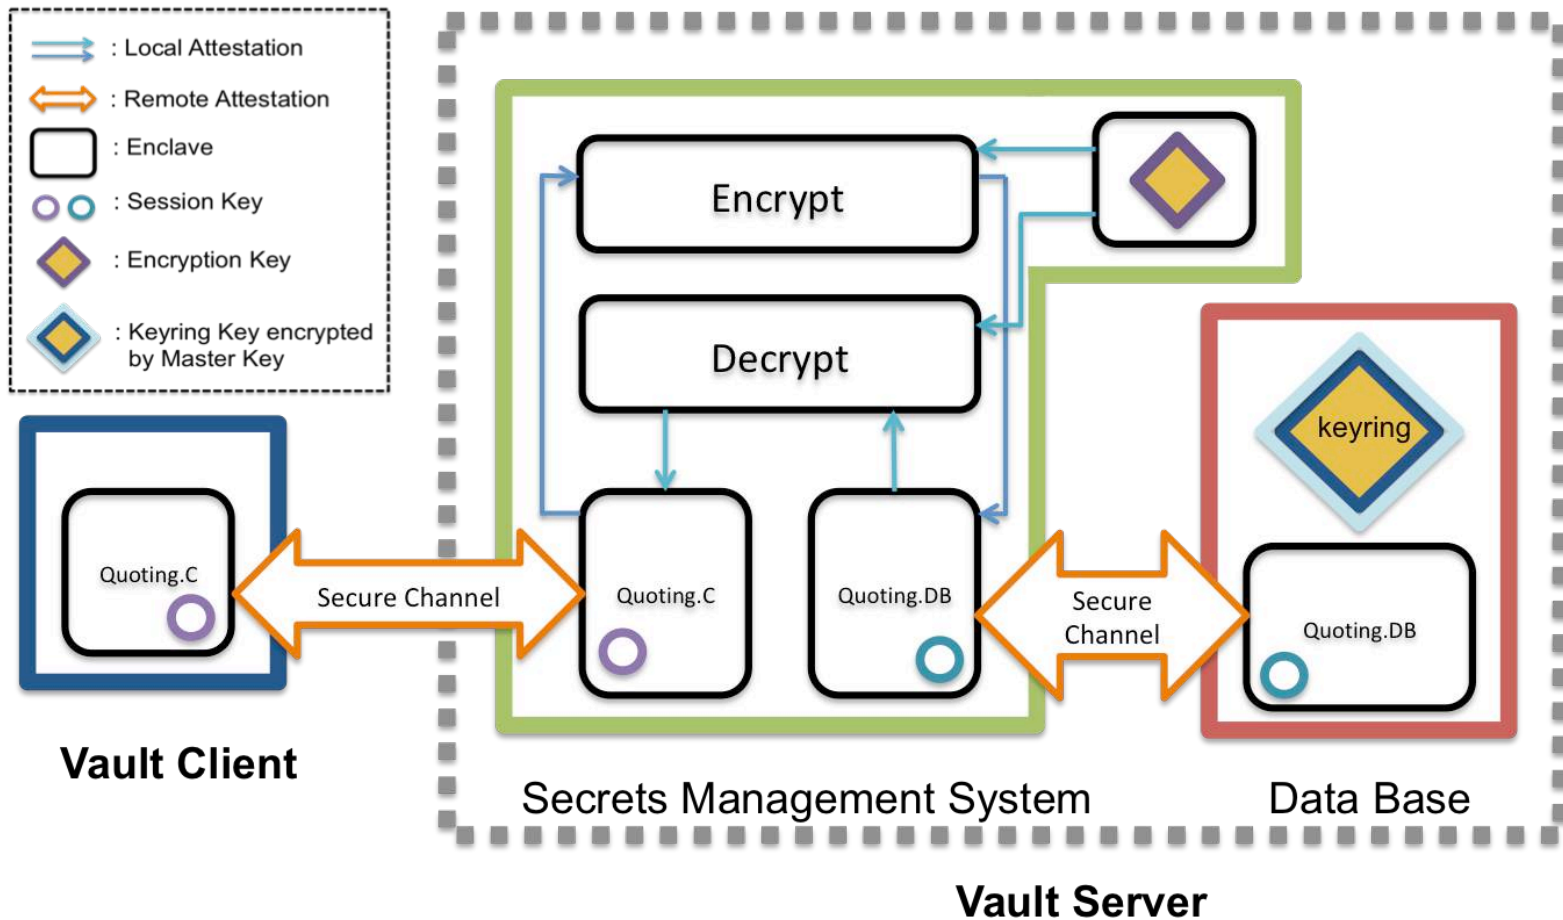 : Local Attestation
: Remote Attestation
: Enclave
: Session Key
: Encryption Key
: Keyring Key encrypted
by Master Key
Encrypt
Decrypt
keyring
Quoting.C
Secure Channel
Quoting.C
Quoting.DB
Secure
Channel
Quoting.DB
Vault Client
Secrets Management System
Data Base
Vault Server